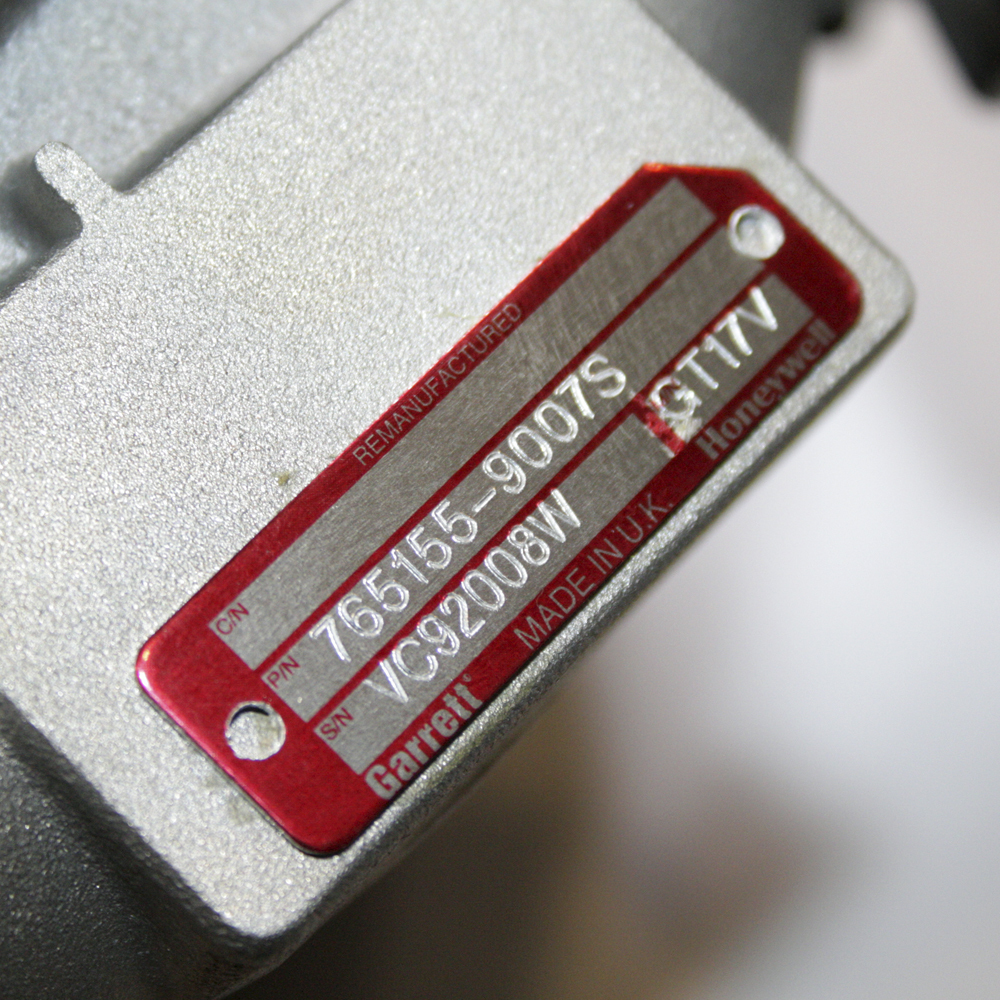 REMANUFACTURED
C/N
P/N 765155-9007S
S/N VC92008W GT17V
Garrett MADE IN U.K. Honeywell